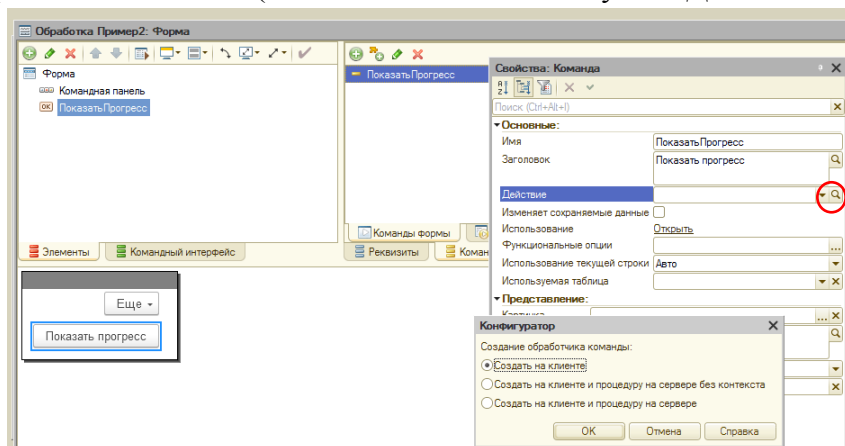 Обработка Пример2: Форма
Форма
Командная панель
ПоказатьПрогресс
Элементы
Командный интерфейс
ПоказатьПрогресс
Команды формы
Реквизиты
Коман
Свойства: Команда
Поиск (Ctrl+Alt+I)
Основные:
Имя ПоказатьПрогресс
Заголовок Показать прогресс
Действие
Изменяет сохраняемые данные
Использование Открыть
Функциональные опции
Использование текущей строки Авто
Используемая таблица
Представление:
Еще
Показать прогресс
Конфигуратор
Создание обработчика команды:
Создать на клиенте
Создать на клиенте и процедуру на сервере без контекста
Создать на клиенте и процедуру на сервере
OK Отмена Справка